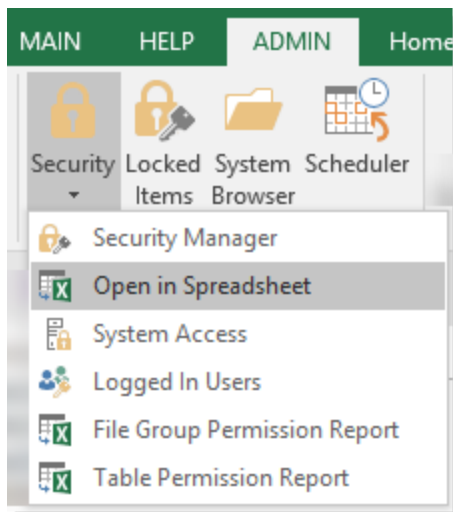 MAIN HELP ADMIN Home
Security Locked Items System Browser Scheduler
Security Manager
Open in Spreadsheet
System Access
Logged In Users
File Group Permission Report
Table Permission Report